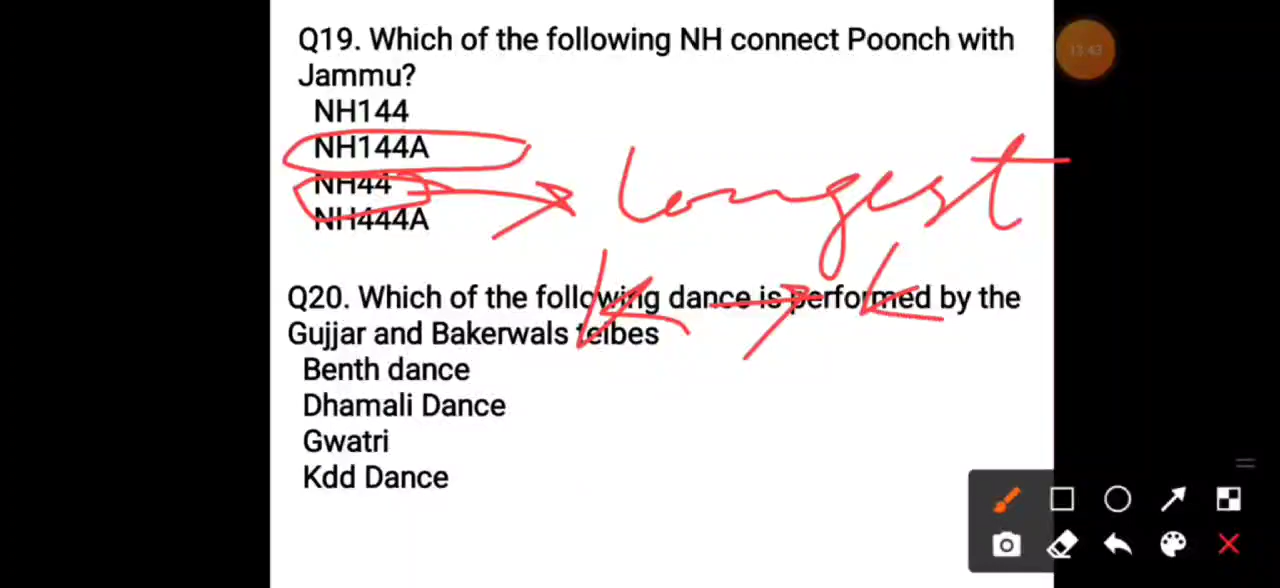 Q19. Which of the following NH connect Poonch with
Jammu?
NH144
NH144A
NH44
NH444A
longest
K → K
Q20. Which of the following dance is performed by the
Gujjar and Bakerwals teibes
Benth dance
Dhamali Dance
Gwatri
Kdd Dance